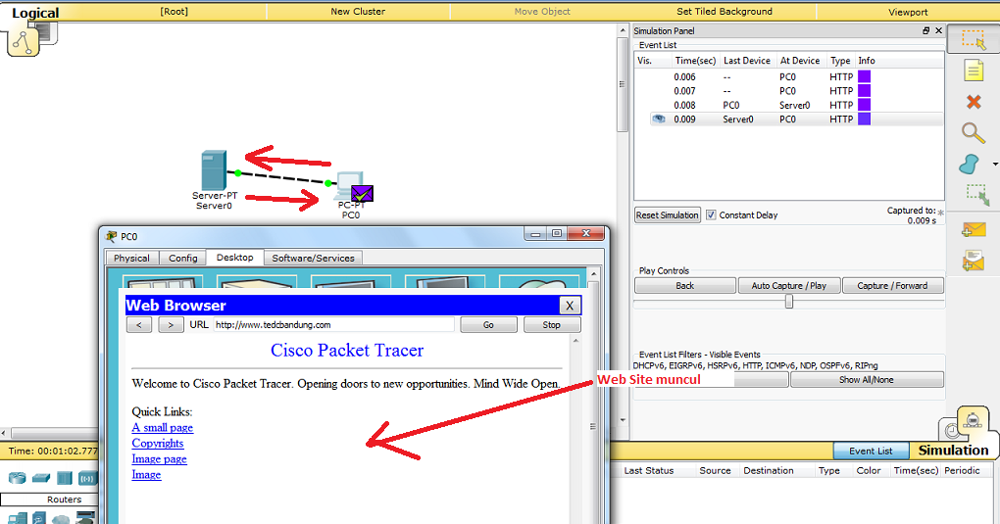 Logical
[Root]
New Cluster
Move Object
Set Tiled Background
Viewport
Server-PT
Server0
PC-PT
PC0
Simulation Panel
Event List
Vis. Time(sec) Last Device At Device Type Info
0.006 -- PC0 HTTP
0.007 -- PC0 HTTP
0.008 PC0 Server0 HTTP
0.009 Server0 PC0 HTTP
Reset Simulation
Constant Delay
Captured to:
0.009 s
Play Controls
Back
Auto Capture / Play
Capture / Forward
Event List Filters - Visible Events
DHCPv6, EIGRPv6, HSRPv6, HTTP, ICMPv6, NDP, OSPFv6, RIPng
Show All/None
PC0
Physical
Config
Desktop
Software/Services
Web Browser
X
< > URL http://www.tedcbandung.com Go Stop
Cisco Packet Tracer
Welcome to Cisco Packet Tracer. Opening doors to new opportunities. Mind Wide Open.
Quick Links:
A small page
Copyrights
Image page
Image
Web Site muncul
Time: 00:01:02.777
Event List
Simulation
Routers
Last Status Source Destination Type Color Time(sec) Periodic